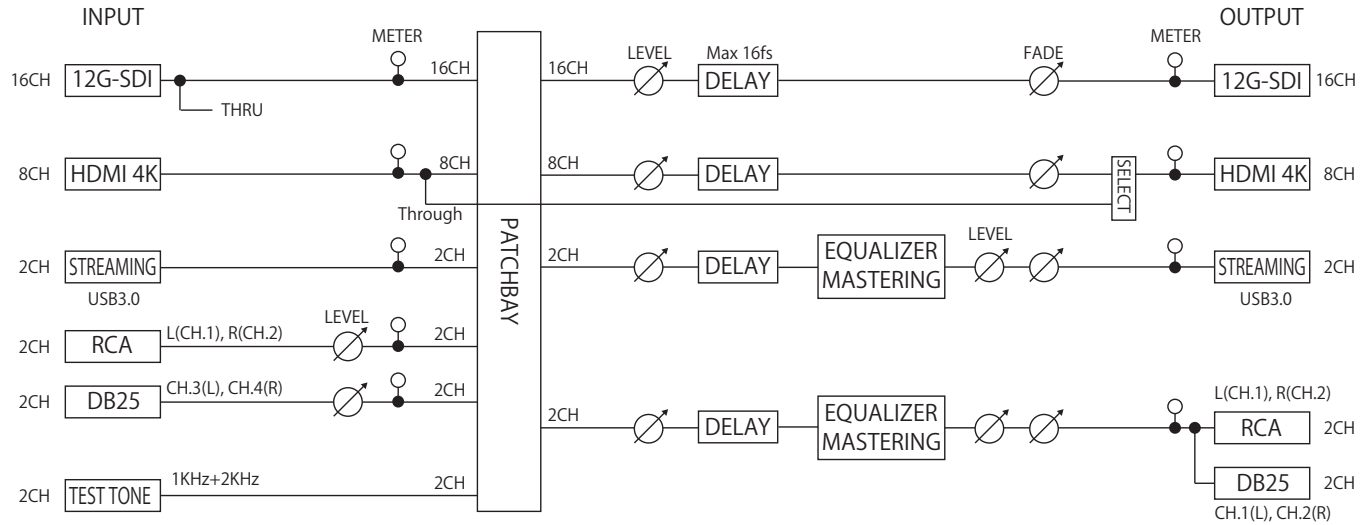 INPUT
OUTPUT
METER
LEVEL
Max 16fs
FADE
METER
16CH 12G-SDI
16CH
16CH
DELAY
12G-SDI 16CH
THRU
8CH HDMI 4K
8CH
8CH
DELAY
SELECT
HDMI 4K 8CH
Through
PATCHBAY
2CH STREAMING
USB3.0
2CH
2CH
DELAY
EQUALIZER
MASTERING
LEVEL
STREAMING 2CH
USB3.0
2CH RCA
L(CH.1), R(CH.2)
LEVEL
2CH
2CH DB25
CH.3(L), CH.4(R)
2CH
2CH
DELAY
EQUALIZER
MASTERING
L(CH.1), R(CH.2)
RCA 2CH
DB25 2CH
CH.1(L), CH.2(R)
2CH TEST TONE
1KHz+2KHz
2CH